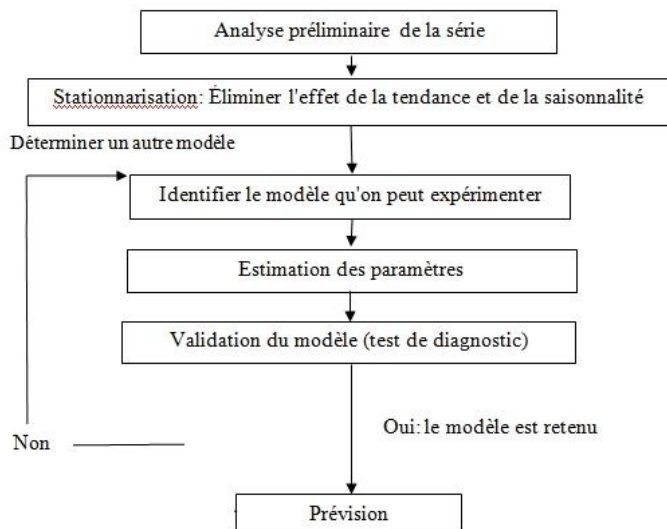 Analyse préliminaire de la série
Stationnarisation: Éliminer l'effet de la tendance et de la saisonnalité
Déterminer un autre modèle
Identifier le modèle qu'on peut expérimenter
Estimation des paramètres
Validation du modèle (test de diagnostic)
Oui: le modèle est retenu
Non
Prévision